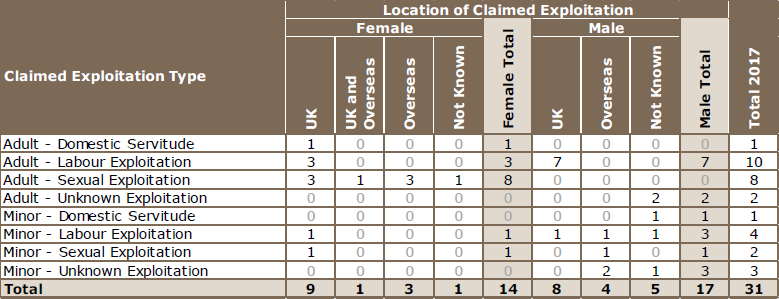 Location of Claimed Exploitation
Female Male
Claimed Exploitation Type UK UK and Overseas Overseas Not Known Female Total UK Overseas Not Known Male Total Total 2017
Adult - Domestic Servitude 1 0 0 0 1 0 0 0 0 1
Adult - Labour Exploitation 3 0 0 0 3 7 0 0 7 10
Adult - Sexual Exploitation 3 1 3 1 8 0 0 0 0 8
Adult - Unknown Exploitation 0 0 0 0 0 0 0 2 2 2
Minor - Domestic Servitude 0 0 0 0 0 0 0 1 1 1
Minor - Labour Exploitation 1 0 0 0 1 1 1 1 3 4
Minor - Sexual Exploitation 1 0 0 0 1 0 1 0 1 2
Minor - Unknown Exploitation 0 0 0 0 0 0 2 1 3 3
Total 9 1 3 1 14 8 4 5 17 31